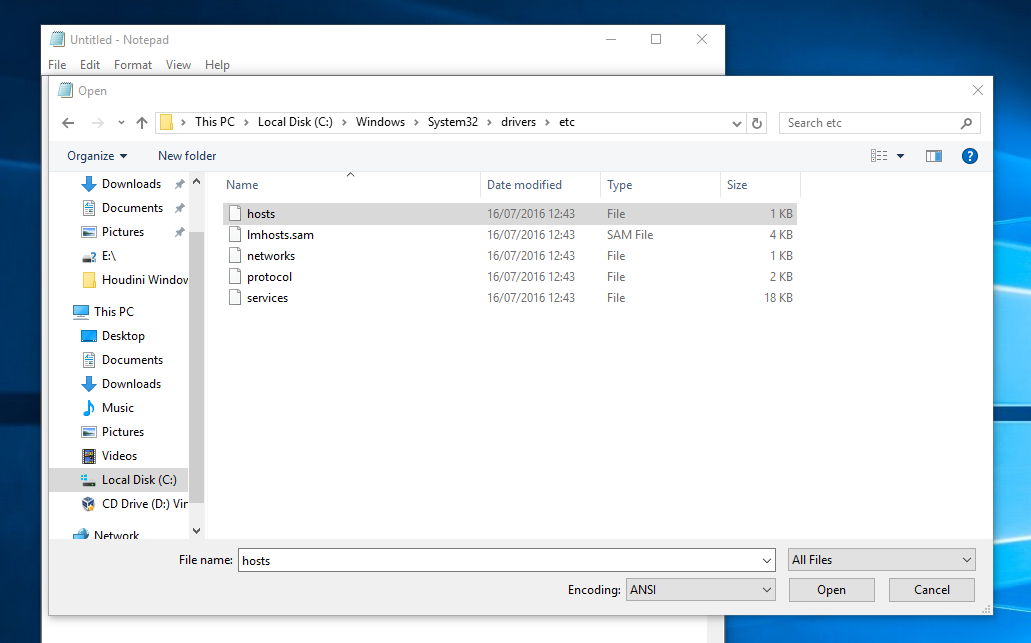 Untitled - Notepad
File Edit Format View Help
Open
This PC Local Disk (C:) Windows System32 drivers etc
Search etc
Organize New folder
?
Name Date modified Type Size
Downloads
Documents
Pictures
E:\
Houdini Window
This PC
Desktop
Documents
Downloads
Music
Pictures
Videos
Local Disk (C:)
CD Drive (D:) Vir
Network
hosts 16/07/2016 12:43 File 1 KB
lmhosts.sam 16/07/2016 12:43 SAM File 4 KB
networks 16/07/2016 12:43 File 1 KB
protocol 16/07/2016 12:43 File 2 KB
services 16/07/2016 12:43 File 18 KB
File name: hosts All Files
Encoding: ANSI Open Cancel